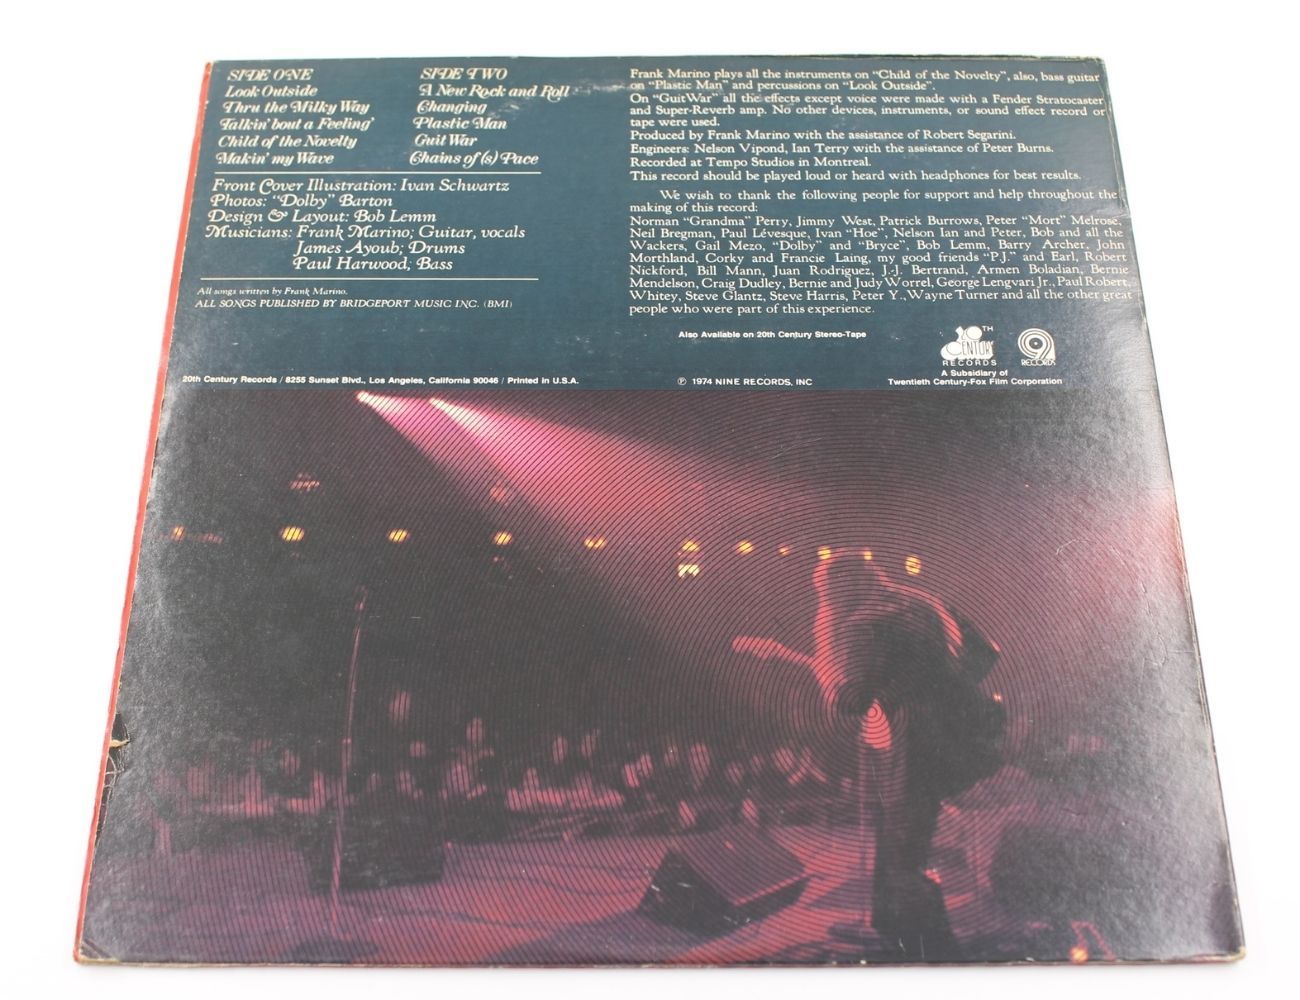 SIDE ONE
Look Outside
Thru the Milky Way
Talkin' bout a Feeling'
Child of the Novelty
Makin' my Wave
SIDE TWO
A New Rock and Roll
Changing
Plastic Man
Guit War
Chains of (s) Pace
Front Cover Illustration: Ivan Schwartz
Photos: "Dolby" Barton
Design & Layout: Bob Lemm
Musicians: Frank Marino; Guitar, vocals
James Ayoub; Drums
Paul Harwood; Bass
All songs written by Frank Marino.
ALL SONGS PUBLISHED BY BRIDGEPORT MUSIC INC. (BMI)
Frank Marino plays all the instruments on "Child of the Novelty", also, bass guitar
on "Plastic Man" and percussions on "Look Outside".
On "GuitWar" all the effects except voice were made with a Fender Stratocaster
and Super-Reverb amp. No other devices, instruments, or sound effect record or
tape were used.
Produced by Frank Marino with the assistance of Robert Segarini.
Engineers: Nelson Vipond, Ian Terry with the assistance of Peter Burns.
Recorded at Tempo Studios in Montreal.
This record should be played loud or heard with headphones for best results.
We wish to thank the following people for support and help throughout the
making of this record:
Norman "Grandma" Perry, Jimmy West, Patrick Burrows, Peter "Mort" Melrose,
Neil Bregman, Paul Lévesque, Ivan "Hoe", Nelson Ian and Peter, Bob and all the
Wackers, Gail Mezo, "Dolby" and "Bryce", Bob Lemm, Barry Archer, John
Morthland, Corky and Francie Laing, my good friends "P.J." and Earl, Robert
Nickford, Bill Mann, Juan Rodriguez, J.-J. Bertrand, Armen Boladian, Bernie
Mendelson, Craig Dudley, Bernie and Judy Worrel, George Lengvari Jr., Paul Robert,
Whitey, Steve Glantz, Steve Harris, Peter Y., Wayne Turner and all the other great
people who were part of this experience.
Also Available on 20th Century Stereo-Tape
20TH CENTURY RECORDS
9 RECORDS
A Subsidiary of
Twentieth Century-Fox Film Corporation
20th Century Records / 8255 Sunset Blvd., Los Angeles, California 90046 / Printed in U.S.A.
℗ 1974 NINE RECORDS, INC